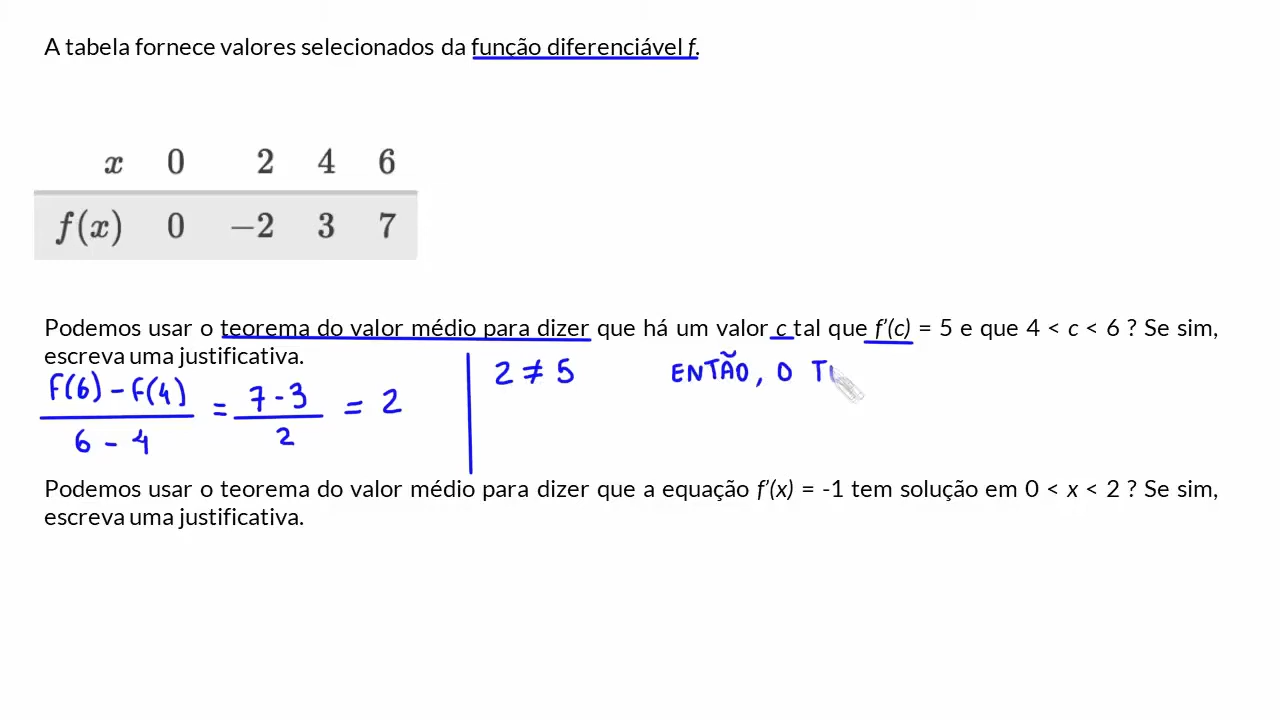 A tabela fornece valores selecionados da função diferenciável f.
x 0 2 4 6
f(x) 0 −2 3 7
Podemos usar o teorema do valor médio para dizer que há um valor c tal que f'(c) = 5 e que 4 < c < 6 ? Se sim,
escreva uma justificativa.
F(6) - F(4) / 6 - 4 = 7 - 3 / 2 = 2
2 ≠ 5
ENTÃO, O
Podemos usar o teorema do valor médio para dizer que a equação f'(x) = -1 tem solução em 0 < x < 2 ? Se sim,
escreva uma justificativa.